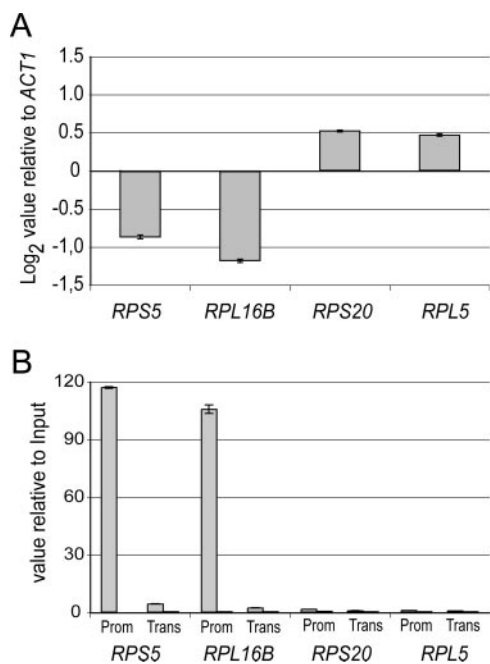 A
Log2 value relative to ACT1
1.5
1.0
0.5
0
-0.5
-1.0
-1,5
RPS5 RPL16B RPS20 RPL5
B
value relative to Input
120
90
60
30
0
Prom Trans Prom Trans Prom Trans Prom Trans
RPS5 RPL16B RPS20 RPL5